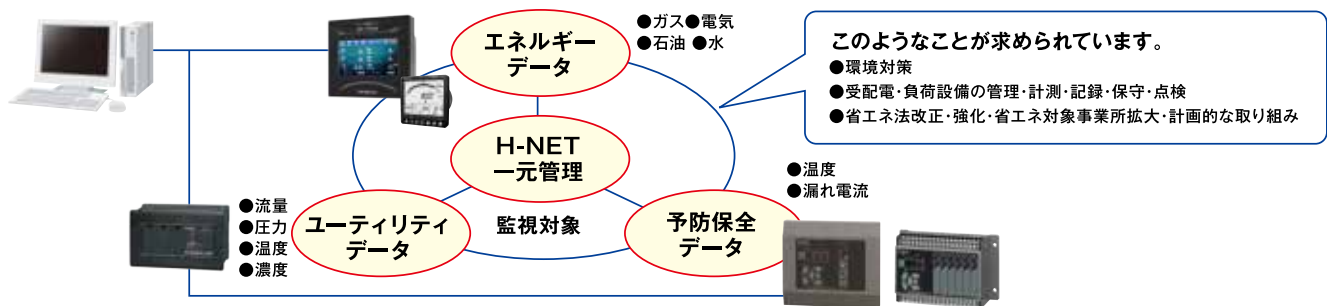 エネルギー
データ
●ガス●電気
●石油 ●水
このようなことが求められています。
●環境対策
●受配電・負荷設備の管理・計測・記録・保守・点検
●省エネ法改正・強化・省エネ対象事業所拡大・計画的な取り組み
H-NET
一元管理
●温度
●漏れ電流
●流量
●圧力
●温度
●濃度
ユーティリティ
データ
監視対象
予防保全
データ